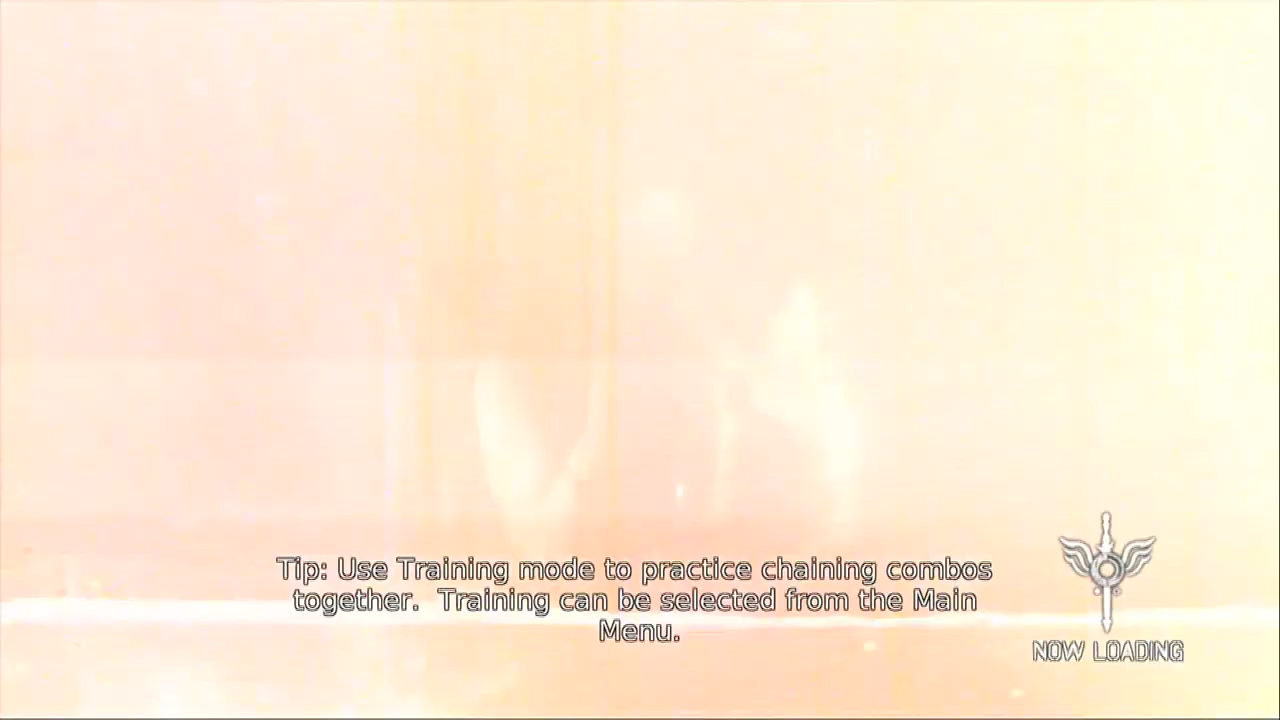 Tip: Use Training mode to practice chaining combos
together.  Training can be selected from the Main
Menu.
NOW LOADING